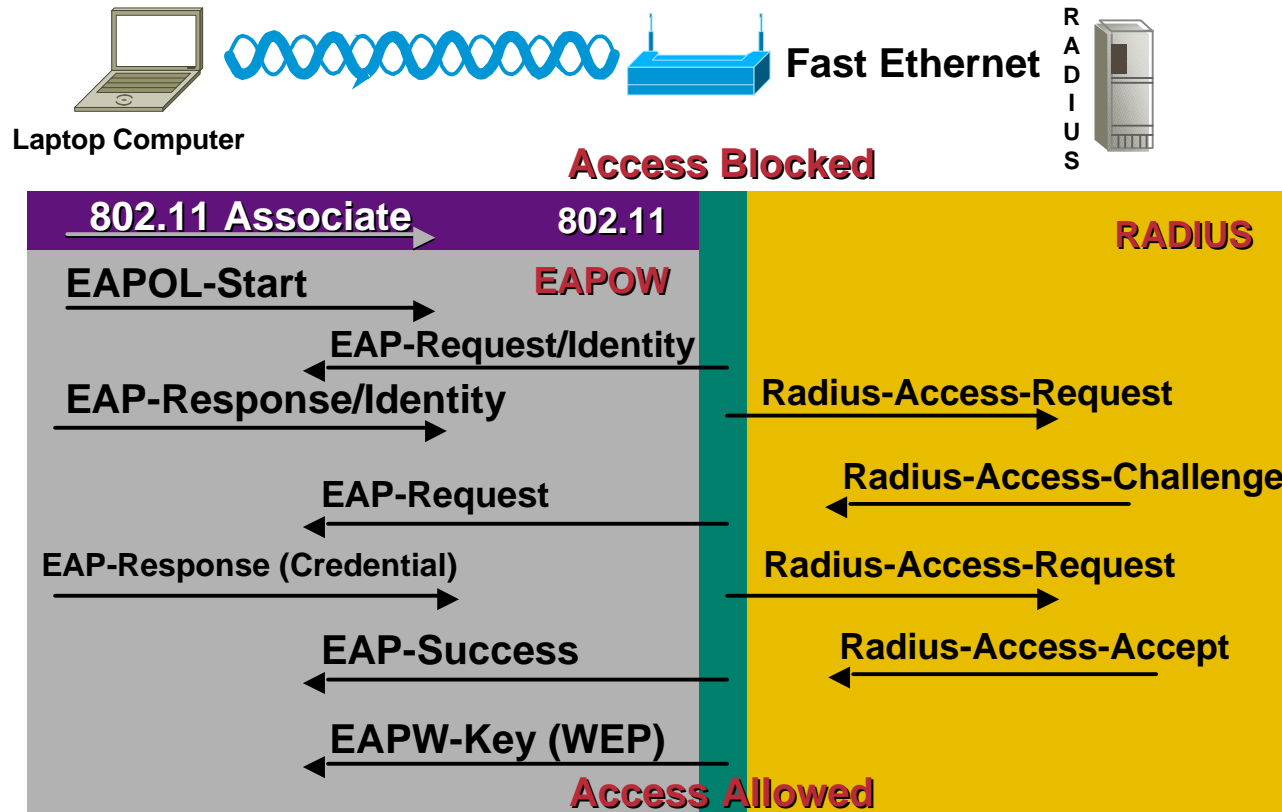 Laptop Computer
Fast Ethernet
RADIUS
Access Blocked
802.11 Associate
802.11
RADIUS
EAPOL-Start
EAPOW
EAP-Request/Identity
EAP-Response/Identity
Radius-Access-Request
Radius-Access-Challenge
EAP-Request
EAP-Response (Credential)
Radius-Access-Request
EAP-Success
Radius-Access-Accept
EAPW-Key (WEP)
Access Allowed